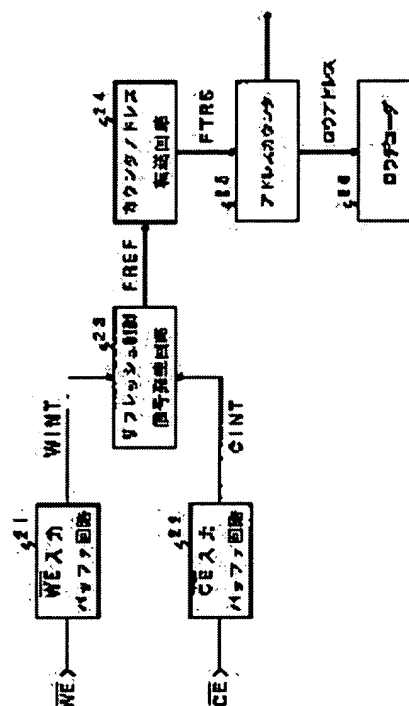 WE
WE入力
バッファ回路
21
WINT
CE
CE入力
バッファ回路
22
CINT
リフレッシュ制御
信号発生回路
23
FREF
カウンタ/ドレス
転送回路
24
FTRS
アドレスカウンタ
25
ロウアドレス
ロウデコーダ
26